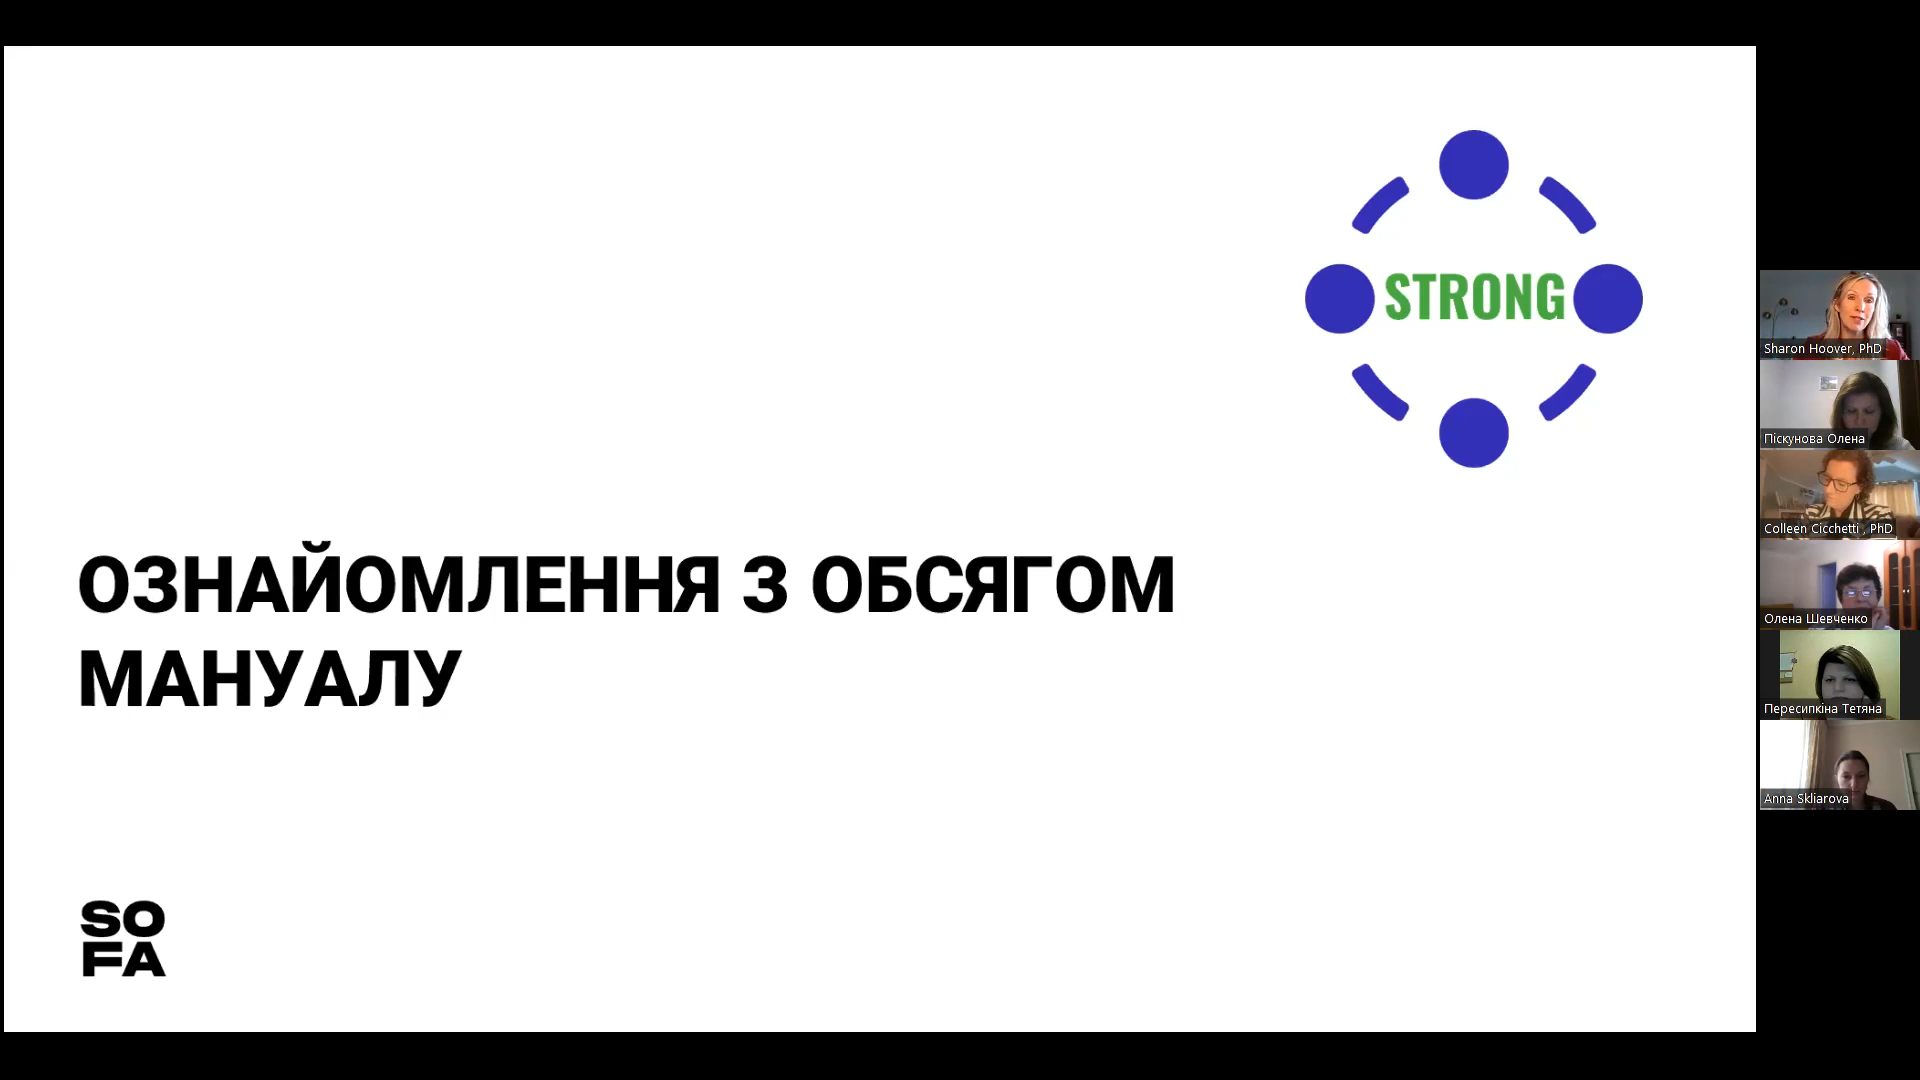 STRONG
ОЗНАЙОМЛЕННЯ З ОБСЯГОМ
МАНУАЛУ
SO
FA
Sharon Hoover, PhD
Піскунова Олена
Colleen Cicchetti , PhD
Олена Шевченко
Пересипкіна Тетяна
Anna Skliarova